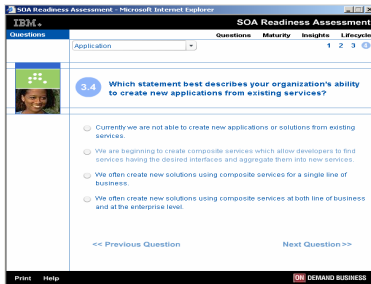 SOA Readiness Assessment - Microsoft Internet Explorer
IBM.
SOA Readiness Assessment
Questions
Questions Maturity Insights Lifecycle
Application
1 2 3 4
3.4
Which statement best describes your organization's ability
to create new applications from existing services?
Currently we are not able to create new applications or solutions from existing
services.
We are beginning to create composite services which allow developers to find
services having the desired interfaces and aggregate them into new services.
We often create new solutions using composite services for a single line of
business.
We often create new solutions using composite services at both line of business
and at the enterprise level.
<< Previous Question
Next Question >>
Print Help
ON DEMAND BUSINESS